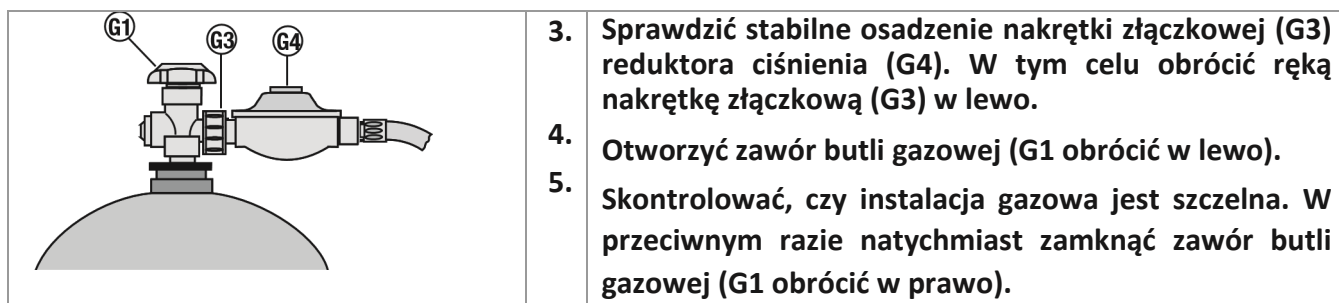 G1
G3
G4
3. Sprawdzić stabilne osadzenie nakrętki złączkowej (G3)
reduktora ciśnienia (G4). W tym celu obrócić ręką
nakrętkę złączkową (G3) w lewo.
4. Otworzyć zawór butli gazowej (G1 obrócić w lewo).
5. Skontrolować, czy instalacja gazowa jest szczelna. W
przeciwnym razie natychmiast zamknąć zawór butli
gazowej (G1 obrócić w prawo).